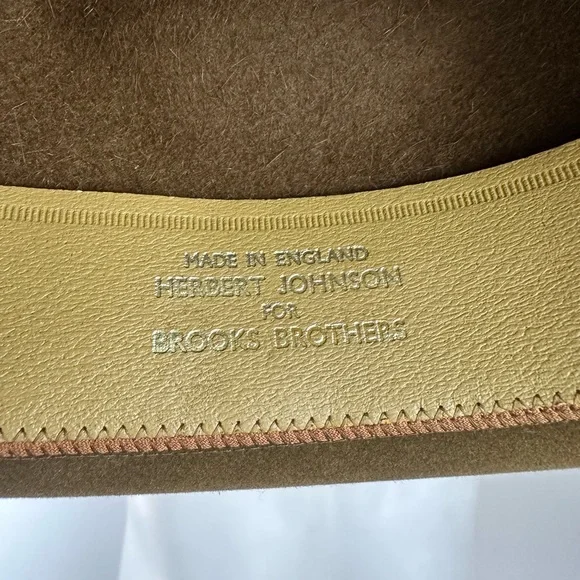 MADE IN ENGLAND
HERBERT JOHNSON
FOR
BROOKS BROTHERS